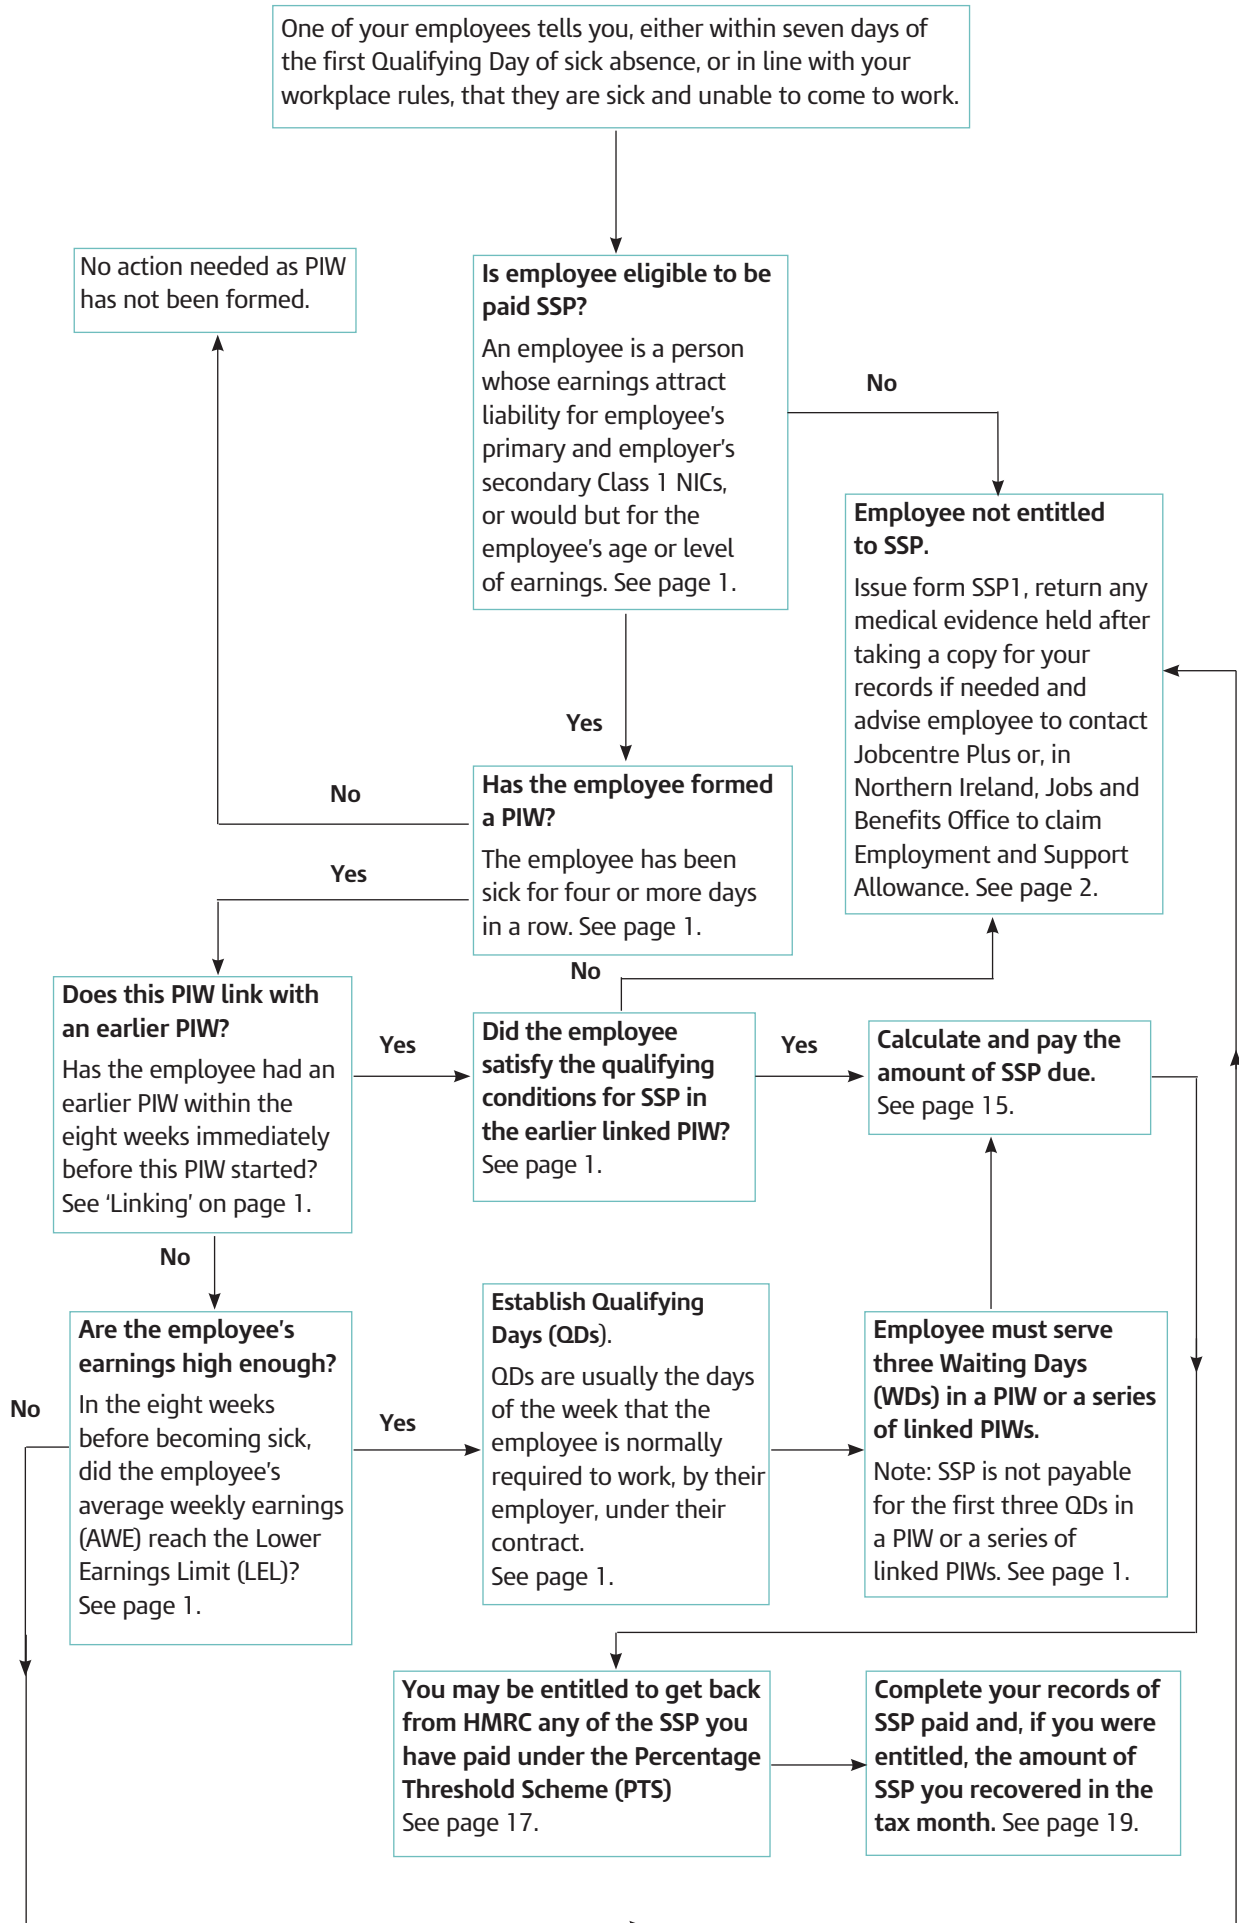 One of your employees tells you, either within seven days of
the first Qualifying Day of sick absence, or in line with your
workplace rules, that they are sick and unable to come to work.
No action needed as PIW
has not been formed.
Is employee eligible to be
paid SSP?
An employee is a person
whose earnings attract
liability for employee's
primary and employer's
secondary Class 1 NICs,
or would but for the
employee's age or level
of earnings. See page 1.
No
Employee not entitled
to SSP.
Issue form SSP1, return any
medical evidence held after
taking a copy for your
records if needed and
advise employee to contact
Jobcentre Plus or, in
Northern Ireland, Jobs and
Benefits Office to claim
Employment and Support
Allowance. See page 2.
Yes
Has the employee formed
a PIW?
The employee has been
sick for four or more days
in a row. See page 1.
No
Yes
No
Does this PIW link with
an earlier PIW?
Has the employee had an
earlier PIW within the
eight weeks immediately
before this PIW started?
See 'Linking' on page 1.
Yes
Did the employee
satisfy the qualifying
conditions for SSP in
the earlier linked PIW?
See page 1.
Yes
Calculate and pay the
amount of SSP due.
See page 15.
No
Are the employee's
earnings high enough?
In the eight weeks
before becoming sick,
did the employee's
average weekly earnings
(AWE) reach the Lower
Earnings Limit (LEL)?
See page 1.
No
Yes
Establish Qualifying
Days (QDs).
QDs are usually the days
of the week that the
employee is normally
required to work, by their
employer, under their
contract.
See page 1.
Employee must serve
three Waiting Days
(WDs) in a PIW or a series
of linked PIWs.
Note: SSP is not payable
for the first three QDs in
a PIW or a series of
linked PIWs. See page 1.
You may be entitled to get back
from HMRC any of the SSP you
have paid under the Percentage
Threshold Scheme (PTS)
See page 17.
Complete your records of
SSP paid and, if you were
entitled, the amount of
SSP you recovered in the
tax month. See page 19.